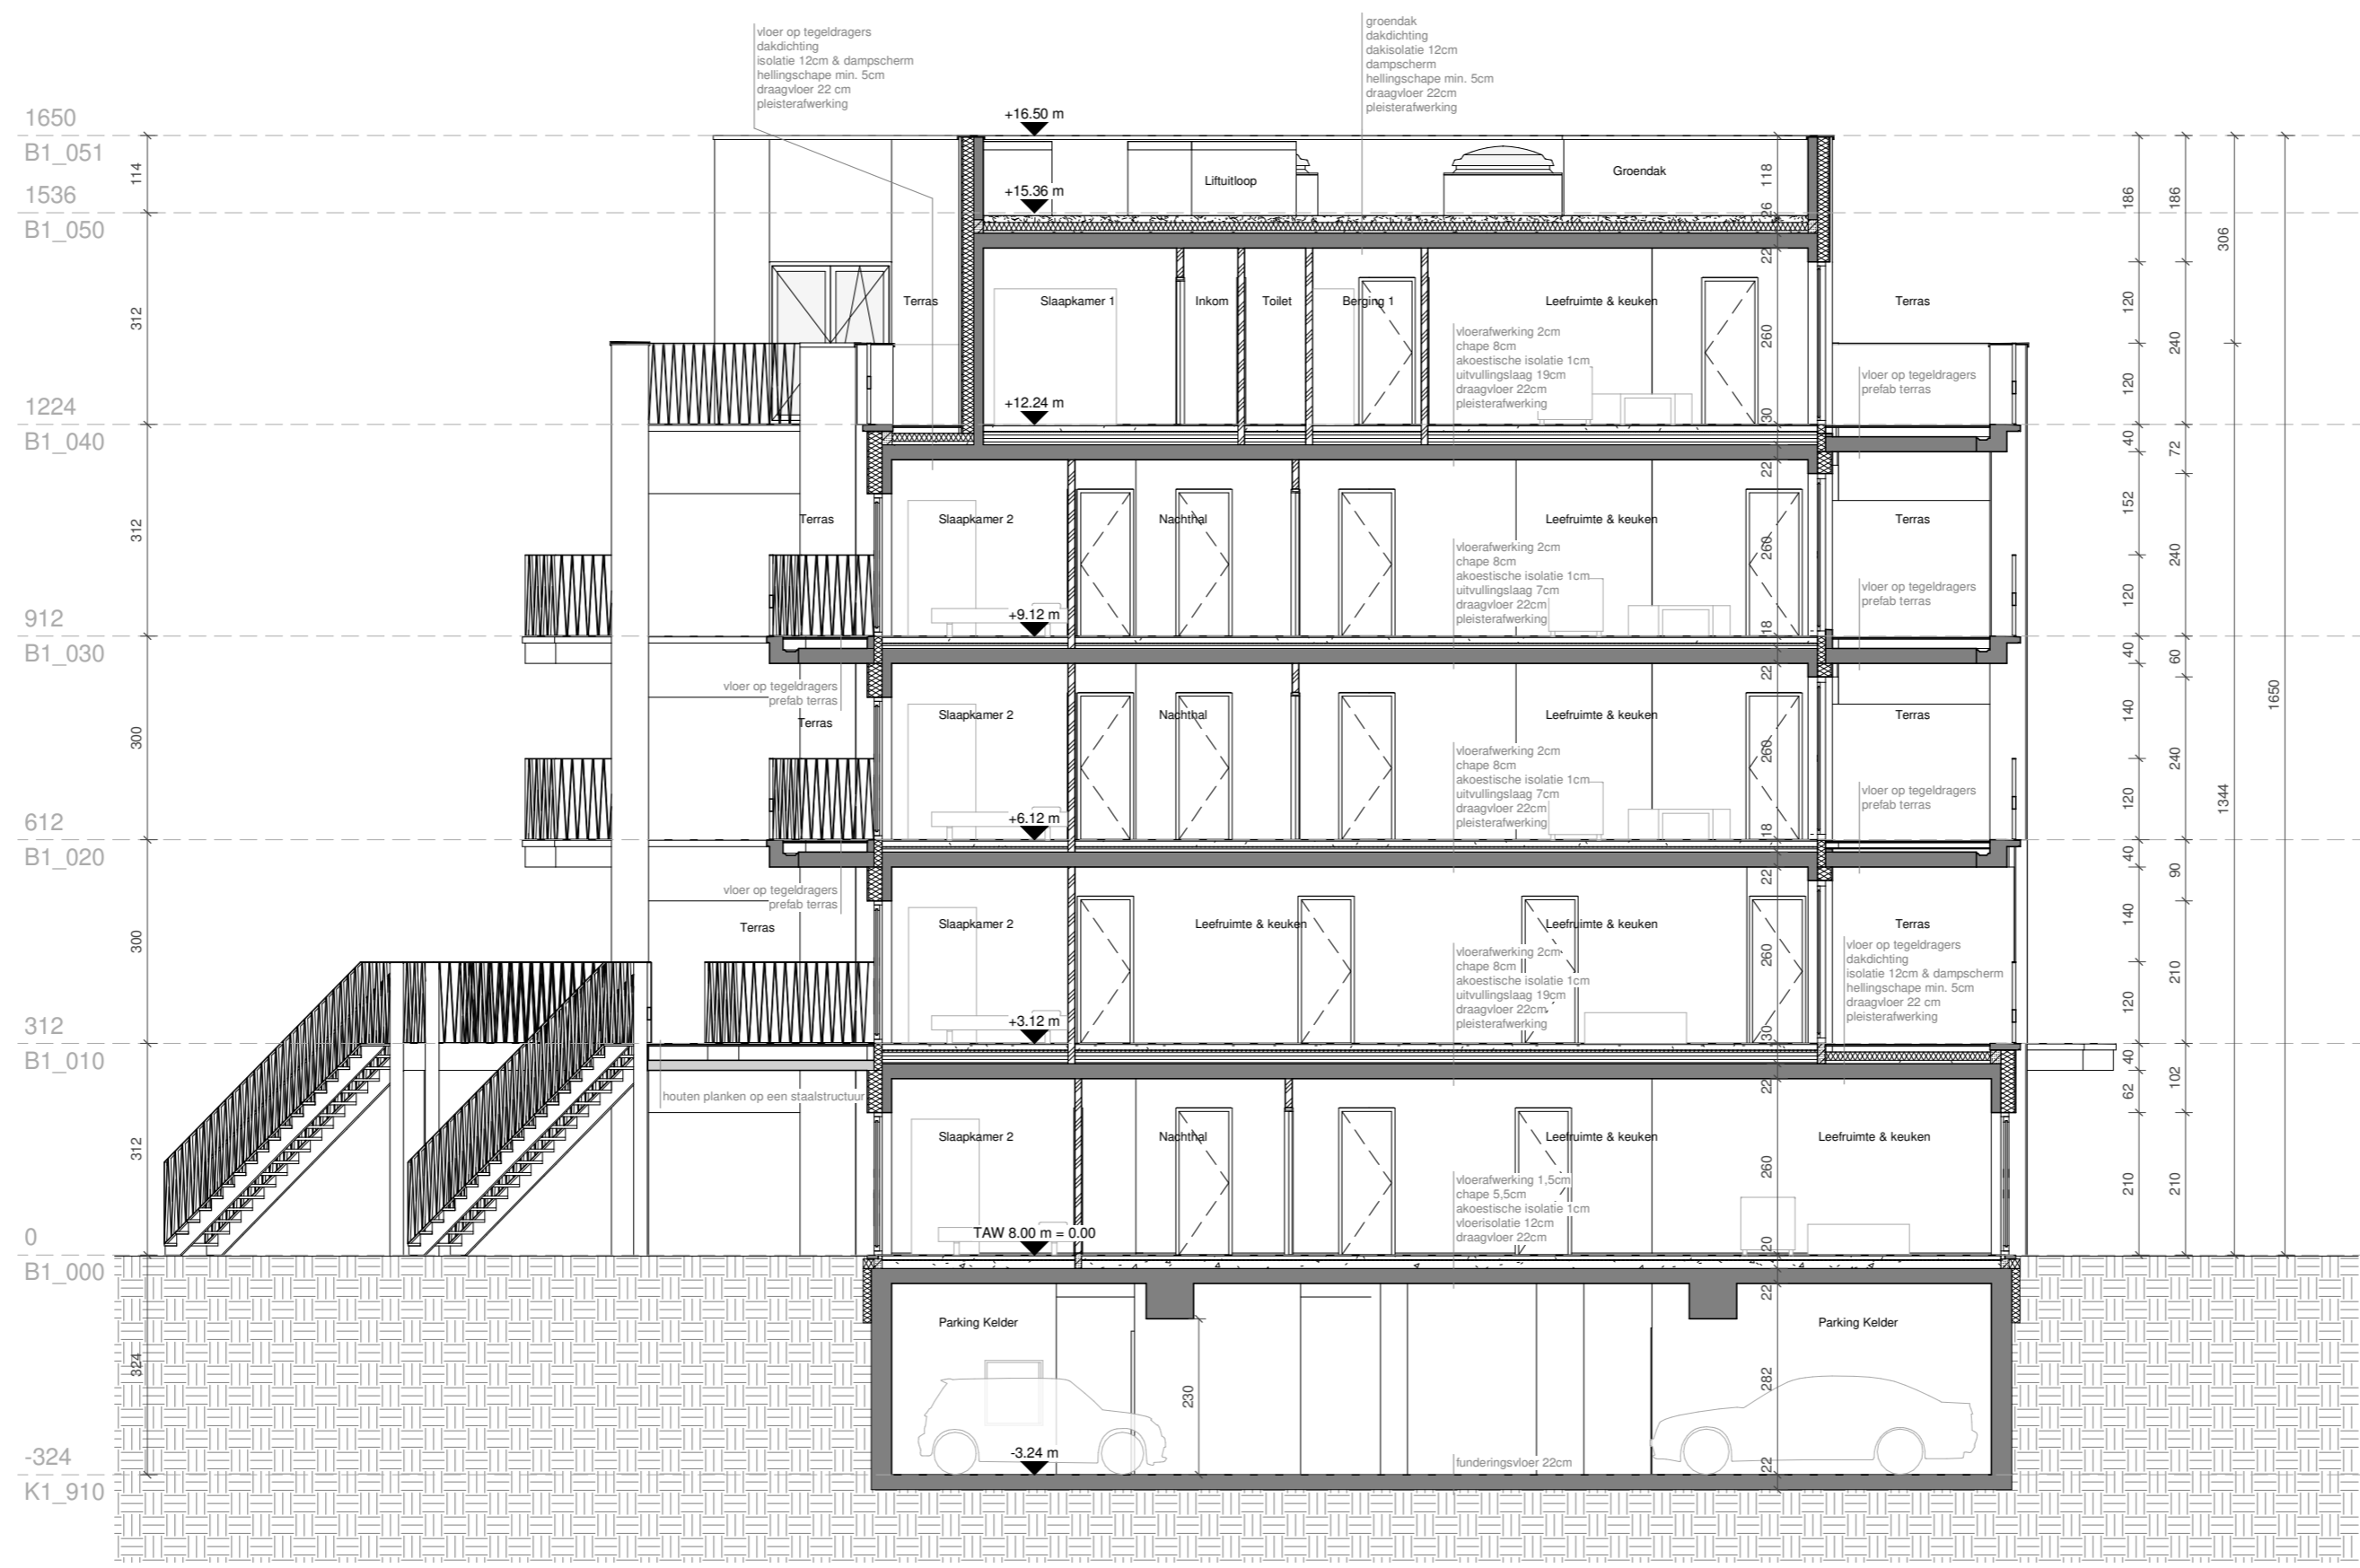 vloer op tegeldragers
dakdichting
isolatie 12cm & dampscherm
hellingschape min. 5cm
draagvloer 22 cm
pleisterafwerking
groendak
dakdichting
dakisolatie 12cm
dampscherm
hellingschape min. 5cm
draagvloer 22cm
pleisterafwerking
1650
B1_051
1536
B1_050
1224
B1_040
912
B1_030
612
B1_020
312
B1_010
0
B1_000
-324
K1_910
114
312
312
300
300
312
324
+16.50 m
+15.36 m
Liftuitloop
Groendak
118
26
22
Terras
Slaapkamer 1
Inkom
Toilet
Berging 1
Leefruimte & keuken
Terras
vloerafwerking 2cm
chape 8cm
akoestische isolatie 1cm
uitvullingslaag 19cm
draagvloer 22cm
pleisterafwerking
260
30
+12.24 m
vloer op tegeldragers
prefab terras
22
Terras
Slaapkamer 2
Nachthal
Leefruimte & keuken
Terras
vloerafwerking 2cm
chape 8cm
akoestische isolatie 1cm
uitvullingslaag 7cm
draagvloer 22cm
pleisterafwerking
260
18
+9.12 m
vloer op tegeldragers
prefab terras
22
vloer op tegeldragers
prefab terras
Terras
Slaapkamer 2
Nachthal
Leefruimte & keuken
Terras
vloerafwerking 2cm
chape 8cm
akoestische isolatie 1cm
uitvullingslaag 7cm
draagvloer 22cm
pleisterafwerking
260
18
+6.12 m
vloer op tegeldragers
prefab terras
22
vloer op tegeldragers
prefab terras
Terras
Slaapkamer 2
Leefruimte & keuken
Leefruimte & keuken
Terras
vloerafwerking 2cm
chape 8cm
akoestische isolatie 1cm
uitvullingslaag 19cm
draagvloer 22cm
pleisterafwerking
260
30
+3.12 m
vloer op tegeldragers
dakdichting
isolatie 12cm & dampscherm
hellingschape min. 5cm
draagvloer 22 cm
pleisterafwerking
22
houten planken op een staalstructuur
Slaapkamer 2
Nachthal
Leefruimte & keuken
Leefruimte & keuken
vloerafwerking 1,5cm
chape 5,5cm
akoestische isolatie 1cm
vloerisolatie 12cm
draagvloer 22cm
260
20
TAW 8.00 m = 0.00
22
Parking Kelder
Parking Kelder
230
282
-3.24 m
funderingsvloer 22cm
22
186
120
120
40
152
120
40
140
120
40
140
120
40
62
210
186
240
72
240
60
240
90
210
102
210
306
1344
1650